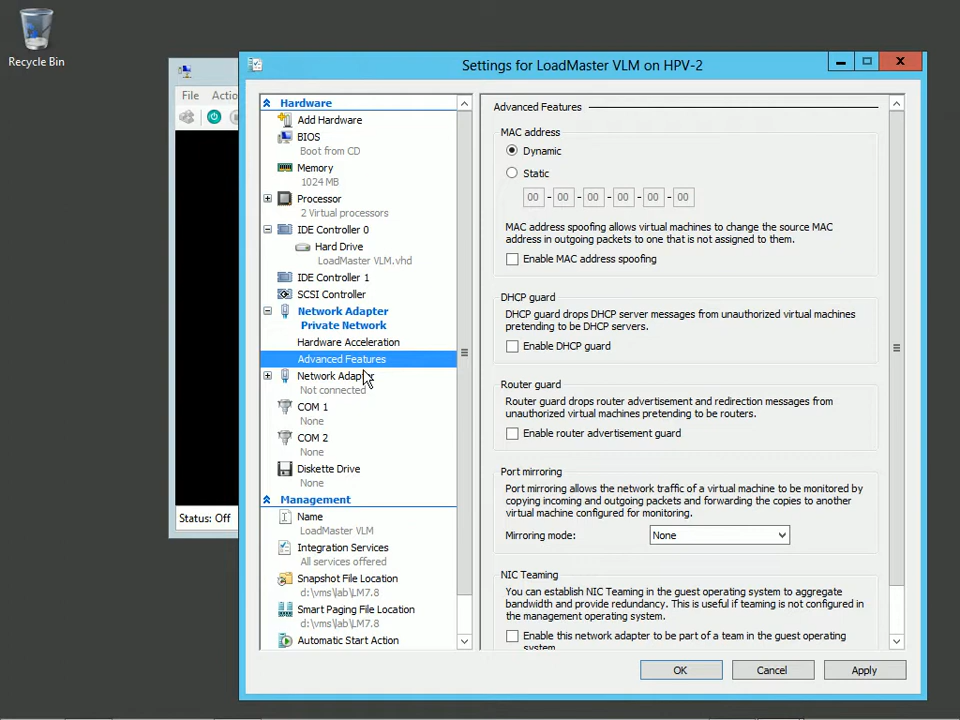 Recycle Bin
File
Actio
Status: Off
Settings for LoadMaster VLM on HPV-2
Hardware
Add Hardware
BIOS
Boot from CD
Memory
1024 MB
Processor
2 Virtual processors
IDE Controller 0
Hard Drive
LoadMaster VLM.vhd
IDE Controller 1
SCSI Controller
Network Adapter
Private Network
Hardware Acceleration
Advanced Features
Network Adapter
Not connected
COM 1
None
COM 2
None
Diskette Drive
None
Management
Name
LoadMaster VLM
Integration Services
All services offered
Snapshot File Location
d:\vms\lab\LM7.8
Smart Paging File Location
d:\vms\lab\LM7.8
Automatic Start Action
Advanced Features
MAC address
Dynamic
Static
00 - 00 - 00 - 00 - 00 - 00
MAC address spoofing allows virtual machines to change the source MAC
address in outgoing packets to one that is not assigned to them.
Enable MAC address spoofing
DHCP guard
DHCP guard drops DHCP server messages from unauthorized virtual machines
pretending to be DHCP servers.
Enable DHCP guard
Router guard
Router guard drops router advertisement and redirection messages from
unauthorized virtual machines pretending to be routers.
Enable router advertisement guard
Port mirroring
Port mirroring allows the network traffic of a virtual machine to be monitored by
copying incoming and outgoing packets and forwarding the copies to another
virtual machine configured for monitoring.
Mirroring mode: None
NIC Teaming
You can establish NIC Teaming in the guest operating system to aggregate
bandwidth and provide redundancy. This is useful if teaming is not configured in
the management operating system.
Enable this network adapter to be part of a team in the guest operating
system
OK
Cancel
Apply